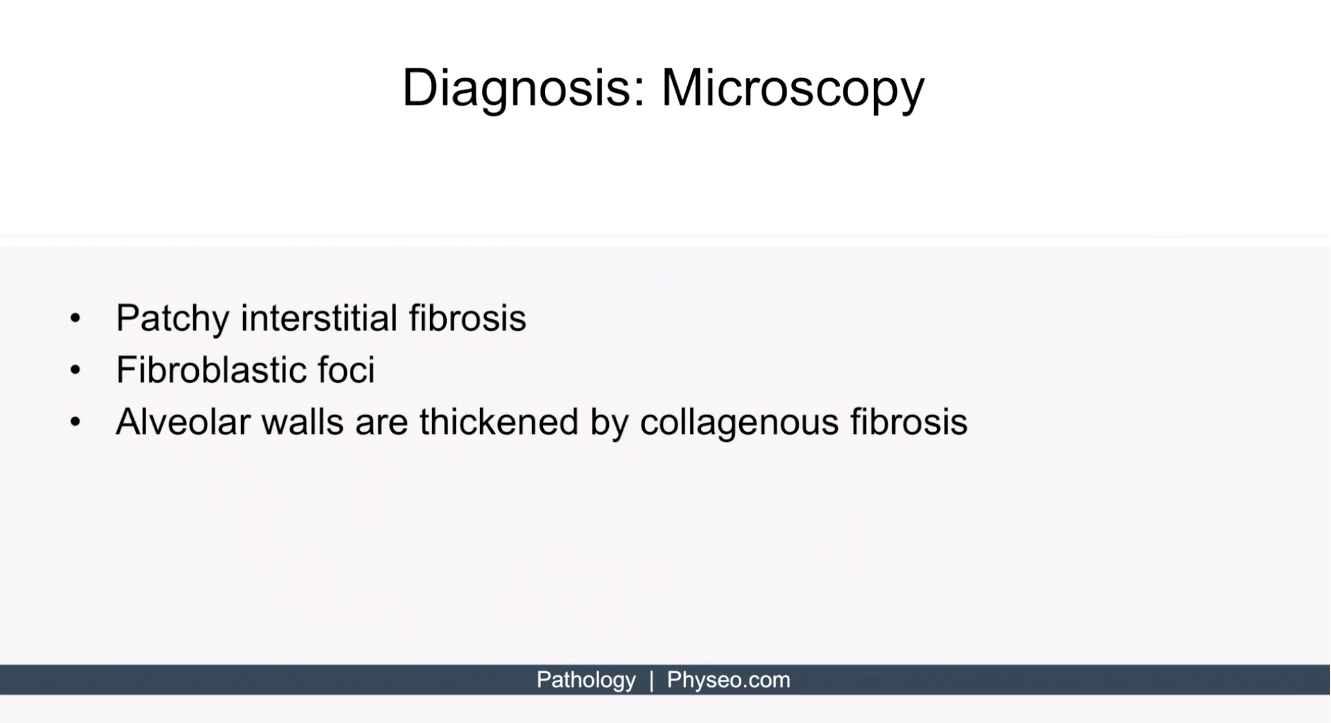 Diagnosis: Microscopy
• Patchy interstitial fibrosis
• Fibroblastic foci
• Alveolar walls are thickened by collagenous fibrosis
Pathology | Physeo.com